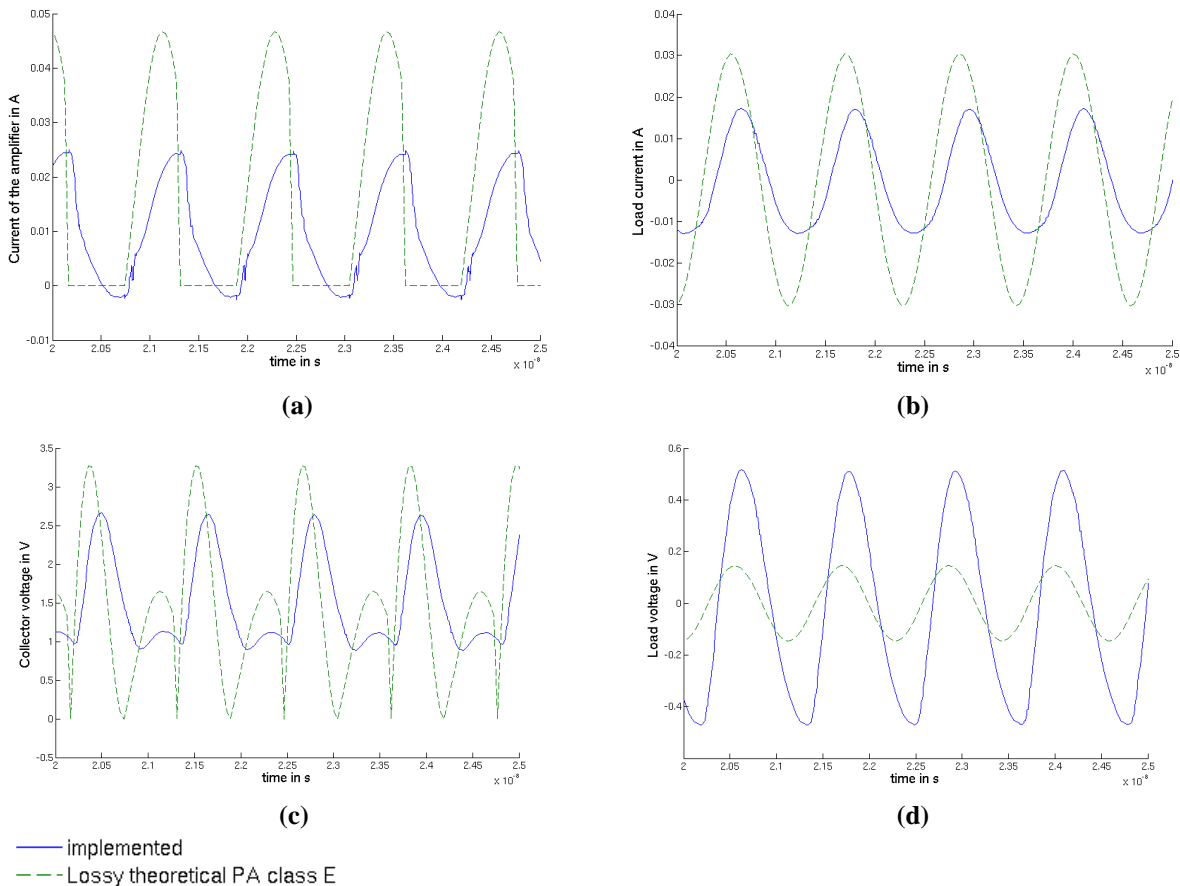 0.05
0.04
0.03
0.02
0.01
0
-0.01
Current of the amplifier in A
2 2.05 2.1 2.15 2.2 2.25 2.3 2.35 2.4 2.45 2.5
time in s
x 10⁻⁸
(a)
0.04
0.03
0.02
0.01
0
-0.01
-0.02
-0.03
-0.04
Load current in A
2 2.05 2.1 2.15 2.2 2.25 2.3 2.35 2.4 2.45 2.5
time in s
x 10⁻⁸
(b)
3.5
3
2.5
2
1.5
1
0.5
0
-0.5
Collector voltage in V
2 2.05 2.1 2.15 2.2 2.25 2.3 2.35 2.4 2.45 2.5
time in s
x 10⁻⁸
(c)
0.6
0.4
0.2
0
-0.2
-0.4
Load voltage in V
2 2.05 2.1 2.15 2.2 2.25 2.3 2.35 2.4 2.45 2.5
time in s
x 10⁻⁸
(d)
implemented
Lossy theoretical PA class E